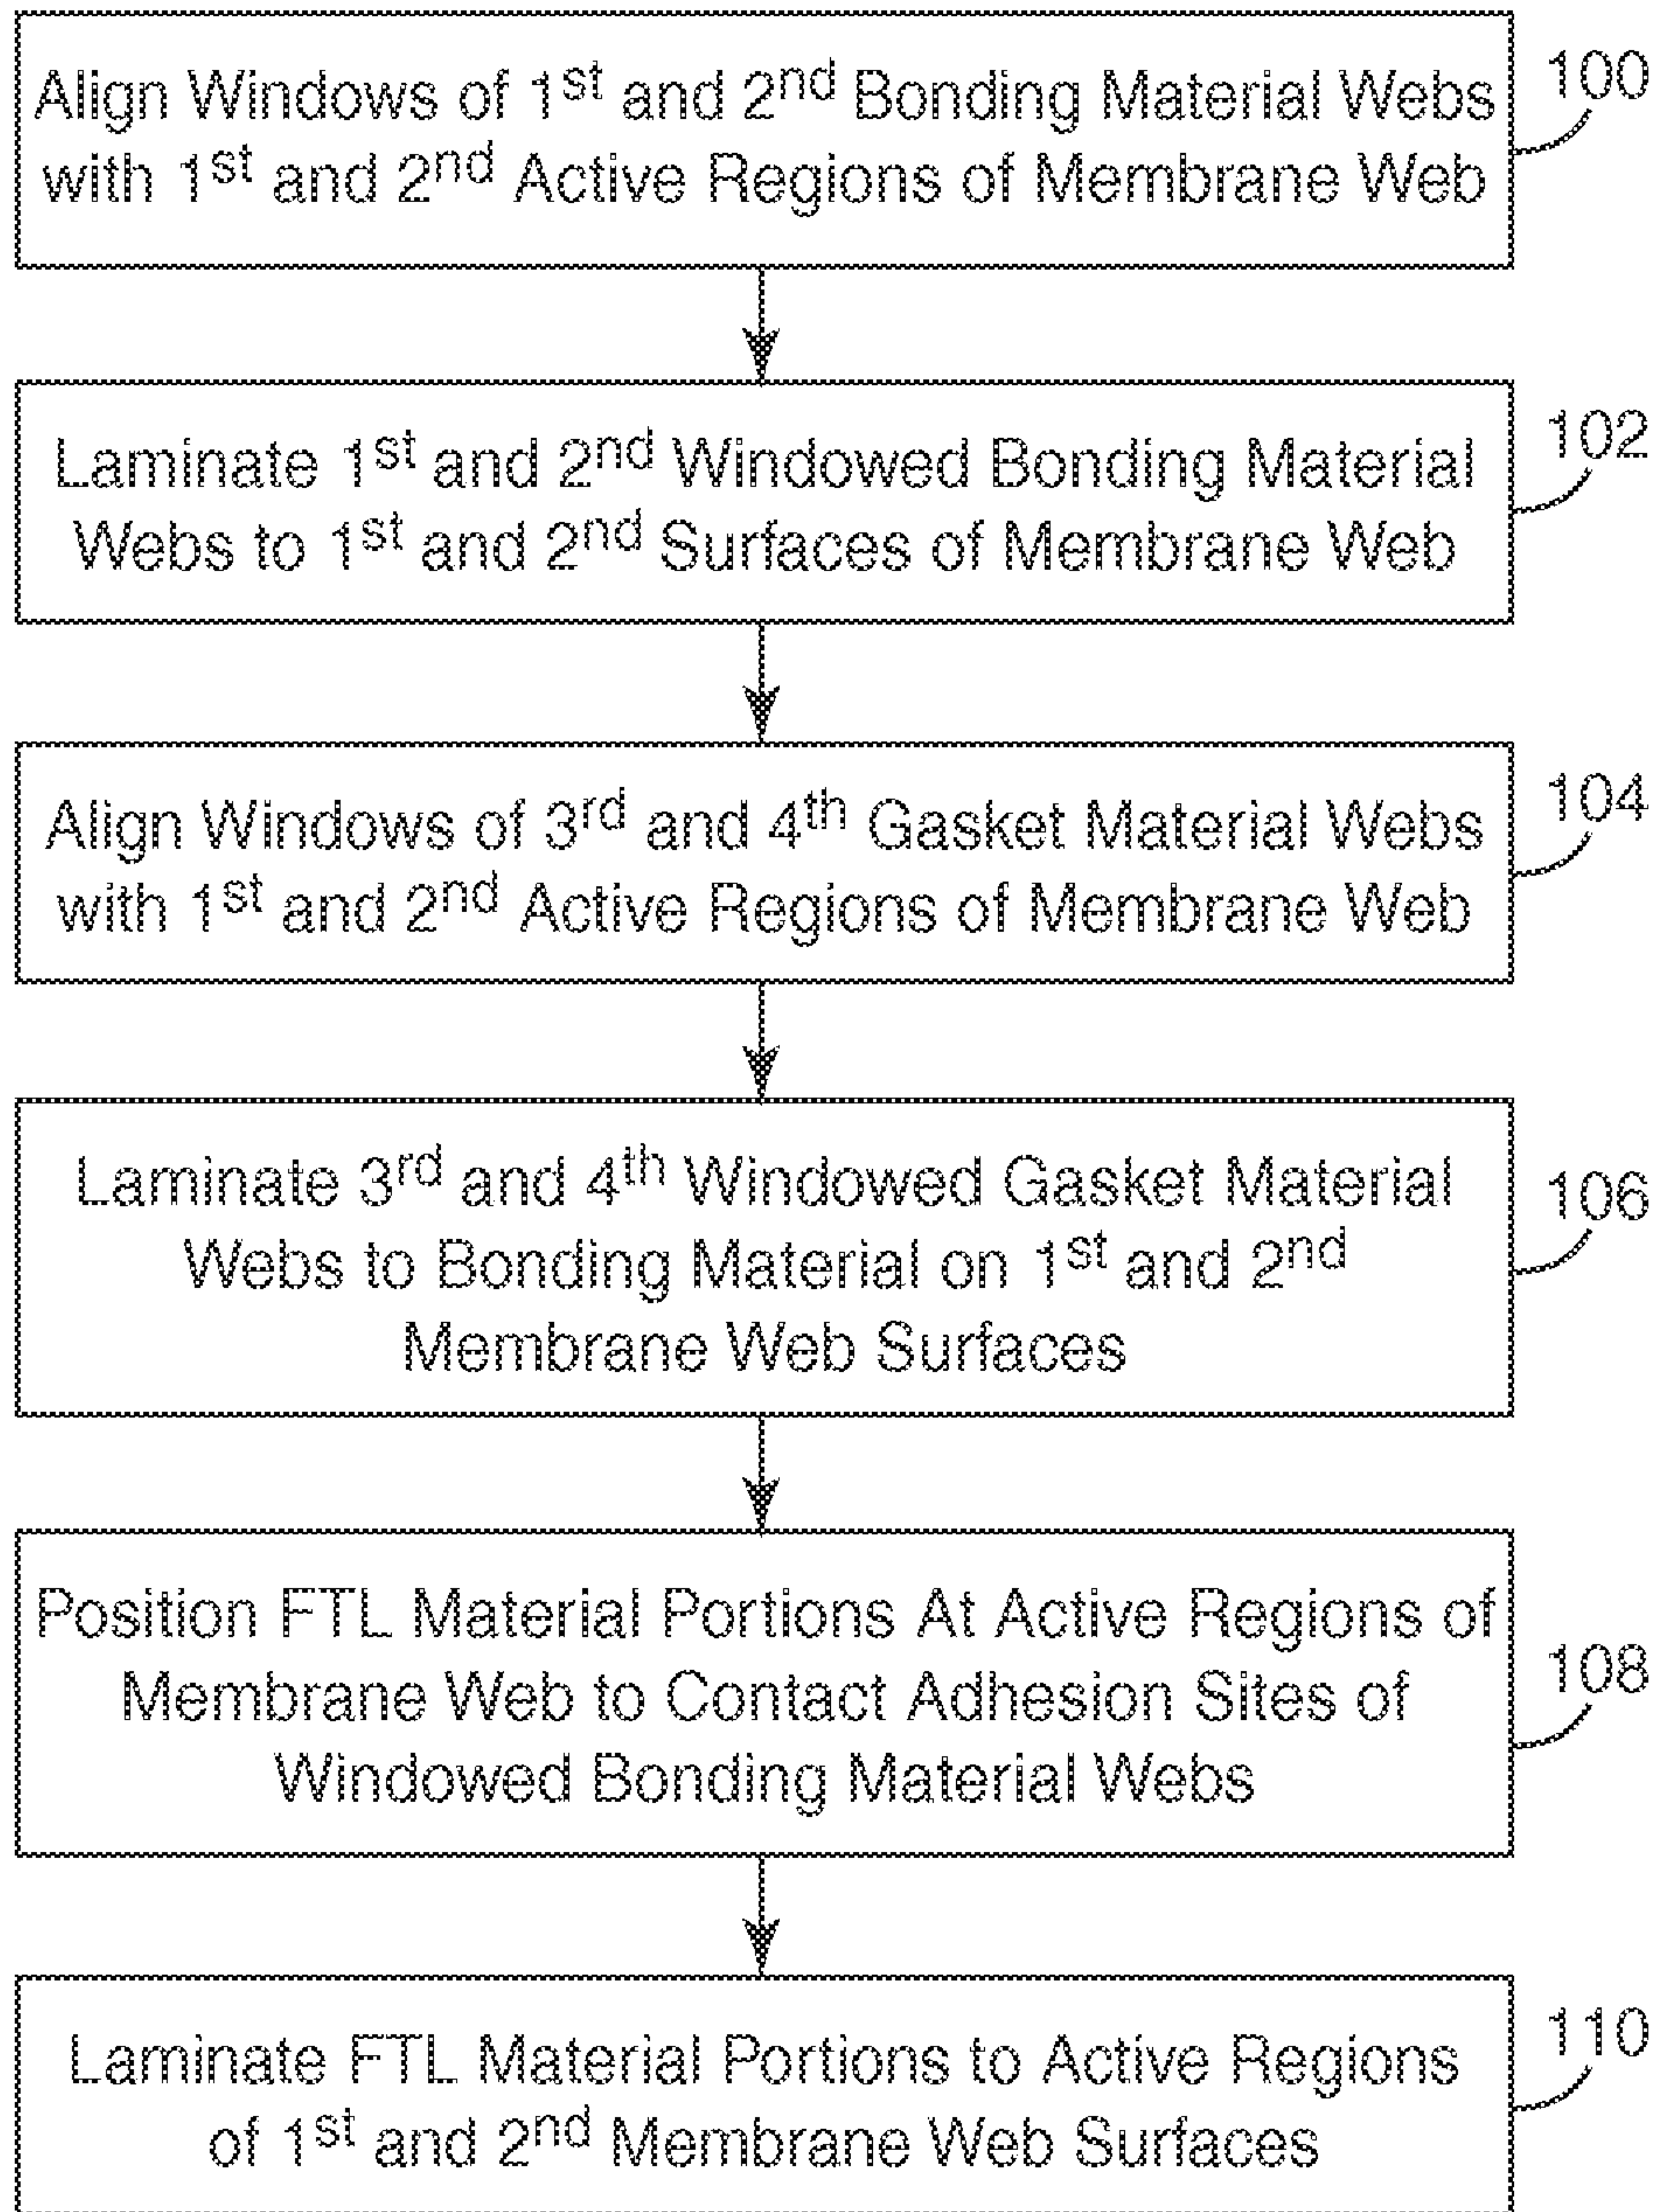 Align Windows of 1st and 2nd Bonding Material Webs
with 1st and 2nd Active Regions of Membrane Web
100
Laminate 1st and 2nd Windowed Bonding Material
Webs to 1st and 2nd Surfaces of Membrane Web
102
Align Windows of 3rd and 4th Gasket Material Webs
with 1st and 2nd Active Regions of Membrane Web
104
Laminate 3rd and 4th Windowed Gasket Material
Webs to Bonding Material on 1st and 2nd
Membrane Web Surfaces
106
Position FTL Material Portions At Active Regions of
Membrane Web to Contact Adhesion Sites of
Windowed Bonding Material Webs
108
Laminate FTL Material Portions to Active Regions
of 1st and 2nd Membrane Web Surfaces
110